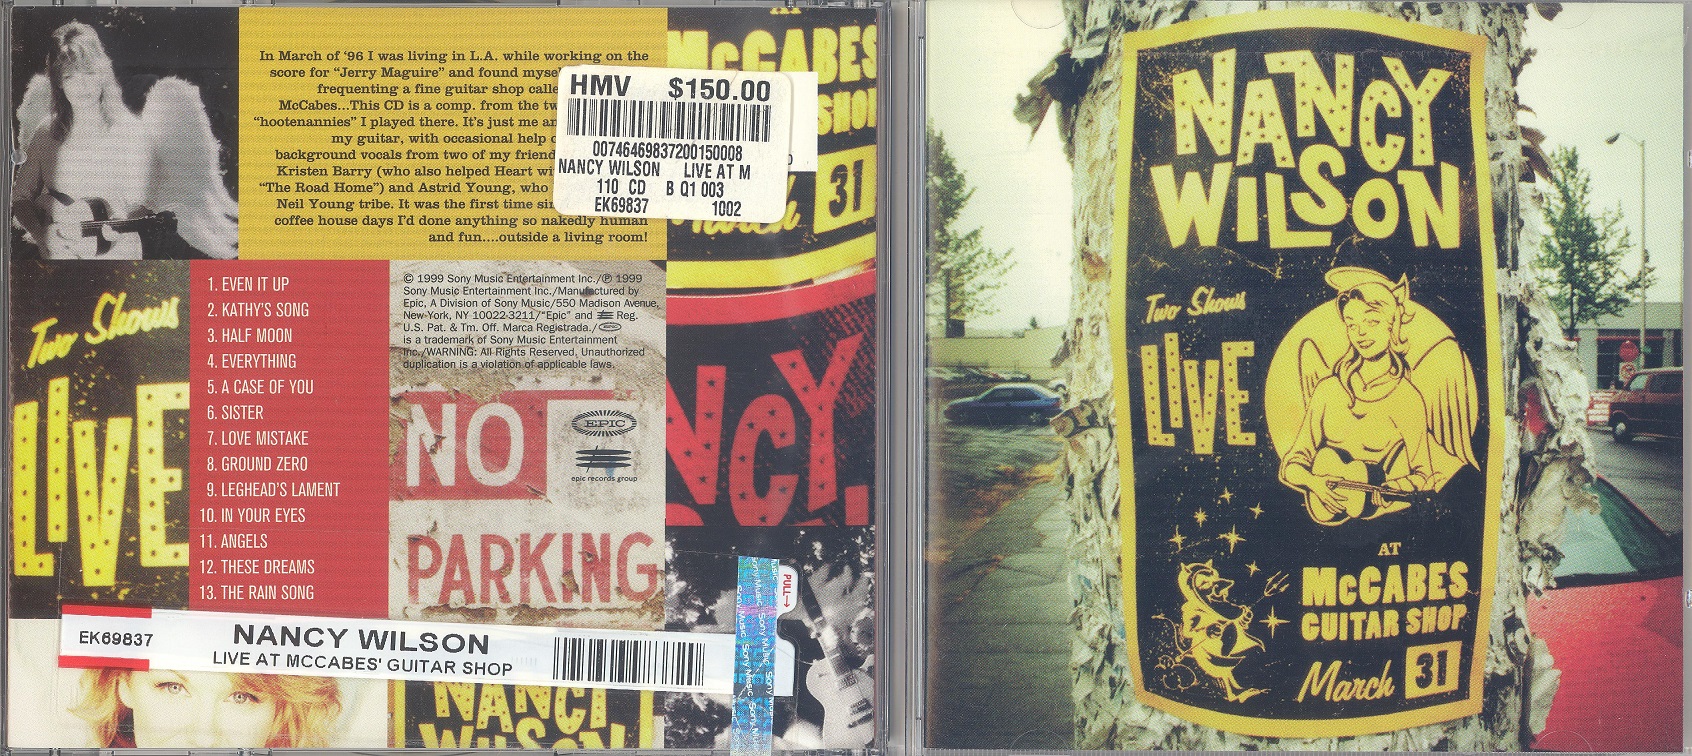 In March of ‘96 I was living in L.A. while working on the
score for “Jerry Maguire” and found
frequenting a fine guitar shop
McCabes...This CD is a comp. from the
“hootenannies” I played there. It’s just me
my guitar, with occasional help
background vocals from two of my
Kristen Barry (who also helped Heart
“The Road Home”) and Astrid Young, who
Neil Young tribe. It was the first time
coffee house days I’d done anything so nakedly human
and fun....outside a living room!
HMV $150.00
00746469837200150008
NANCY WILSON LIVE AT M
110 CD B Q1 003
EK69837 1002
McCABES
SHOP
31
March
Two Shows
LIVE
1. EVEN IT UP
2. KATHY’S SONG
3. HALF MOON
4. EVERYTHING
5. A CASE OF YOU
6. SISTER
7. LOVE MISTAKE
8. GROUND ZERO
9. LEGHEAD’S LAMENT
10. IN YOUR EYES
11. ANGELS
12. THESE DREAMS
13. THE RAIN SONG
© 1999 Sony Music Entertainment Inc./℗ 1999
Sony Music Entertainment Inc./Manufactured by
Epic, A Division of Sony Music/550 Madison Avenue,
New York, NY 10022-3211/“Epic” and Reg.
U.S. Pat. & Tm. Off. Marca Registrada./
is a trademark of Sony Music Entertainment
Inc./WARNING: All Rights Reserved. Unauthorized
duplication is a violation of applicable laws.
NO
PARKING
EPIC
epic records group
NCY
PULL→
Sony Music
EK69837
NANCY WILSON
LIVE AT MCCABES' GUITAR SHOP
NANCY
WILSON
NANCY
WILSON
Two Shows
LIVE
AT
McCABES
GUITAR SHOP
March 31